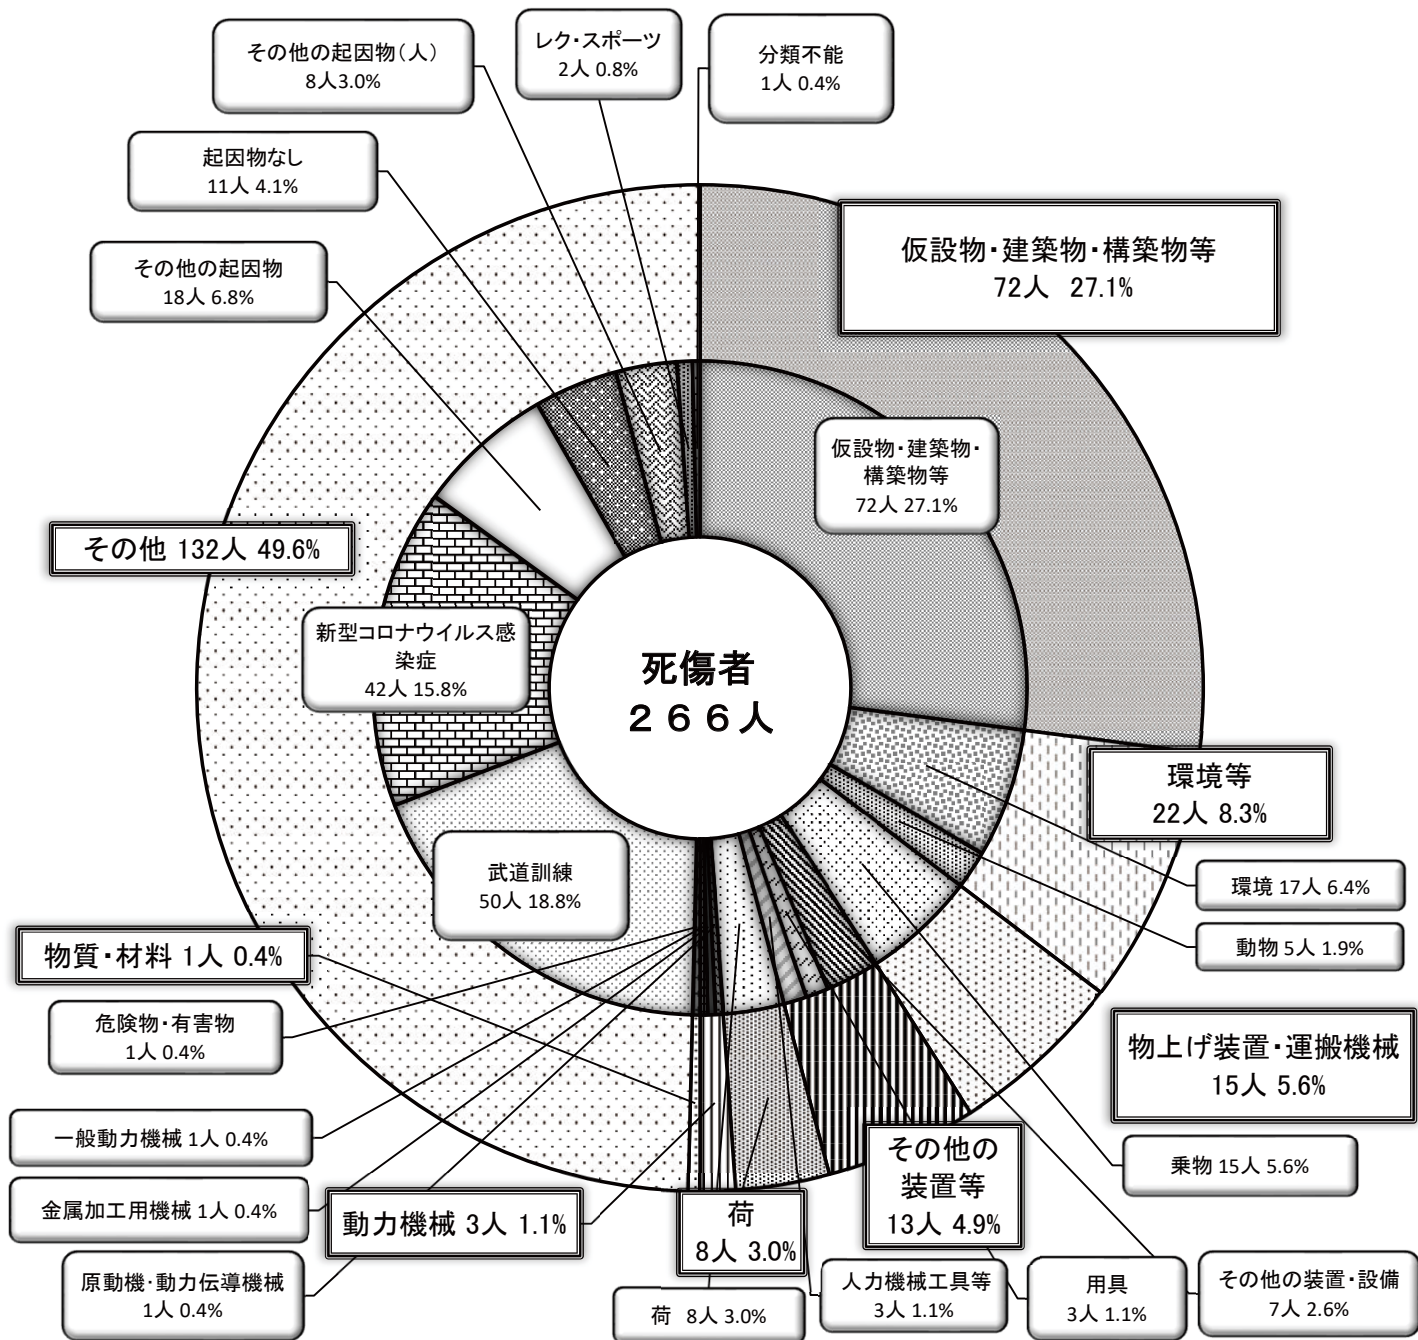 その他の起因物(人)
8人3.0%
レク・スポーツ
2人 0.8%
分類不能
1人 0.4%
起因物なし
11人 4.1%
その他の起因物
18人 6.8%
仮設物・建築物・構築物等
72人 27.1%
仮設物・建築物・
構築物等
72人 27.1%
その他 132人 49.6%
新型コロナウイルス感
染症
42人 15.8%
死傷者
266人
環境等
22人 8.3%
武道訓練
50人 18.8%
環境 17人 6.4%
動物 5人 1.9%
物質・材料 1人 0.4%
危険物・有害物
1人 0.4%
物上げ装置・運搬機械
15人 5.6%
一般動力機械 1人 0.4%
乗物 15人 5.6%
その他の
装置等
13人 4.9%
金属加工用機械 1人 0.4%
動力機械 3人 1.1%
荷
8人 3.0%
原動機・動力伝導機械
1人 0.4%
荷 8人 3.0%
人力機械工具等
3人 1.1%
用具
3人 1.1%
その他の装置・設備
7人 2.6%